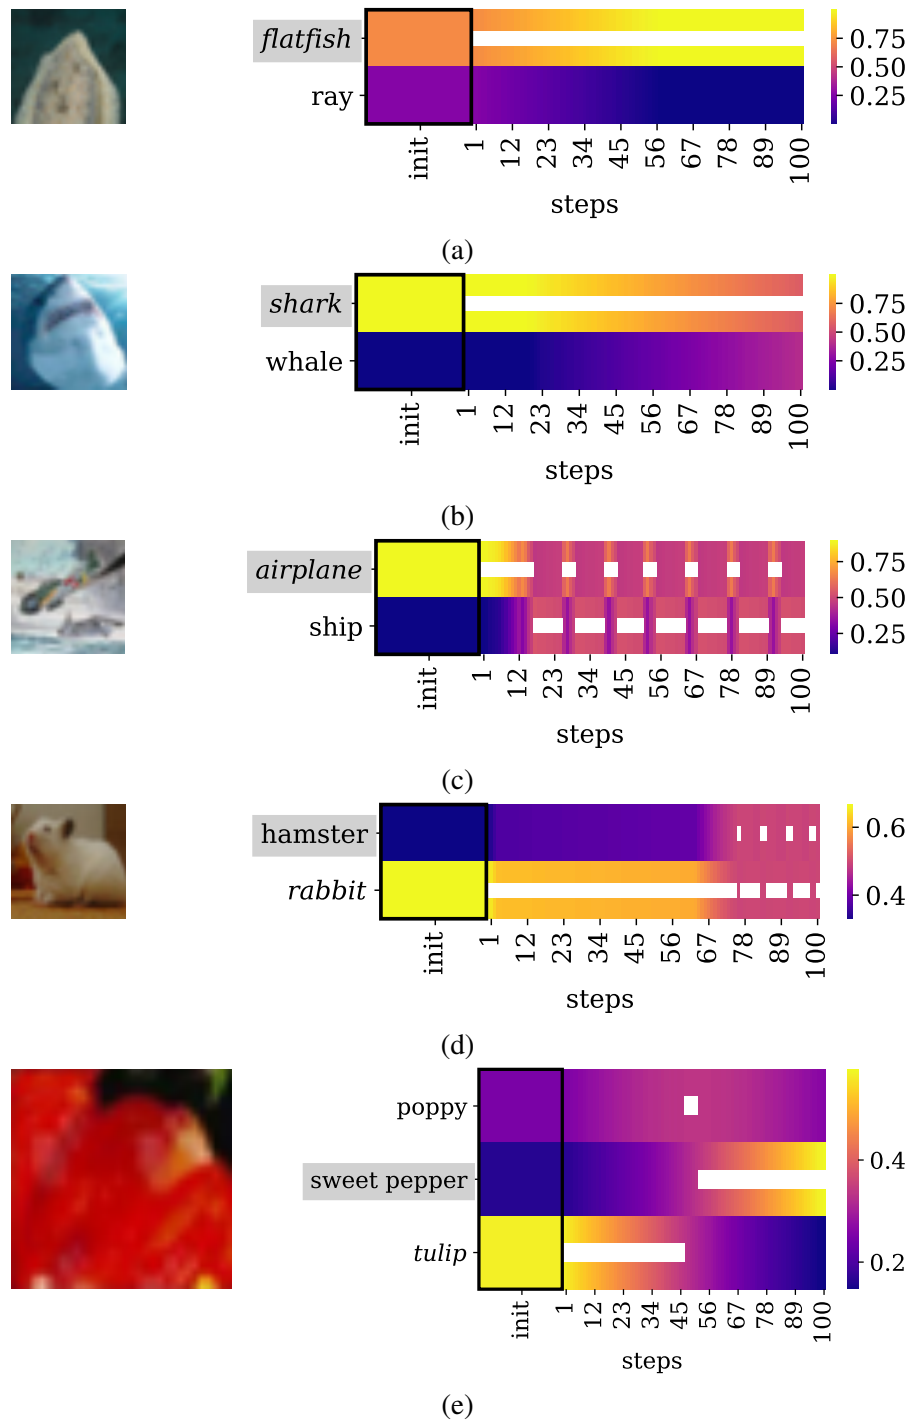 flatfish
ray
0.75
0.50
0.25
init
1
12
23
34
45
56
67
78
89
100
steps
(a)
shark
whale
0.75
0.50
0.25
init
1
12
23
34
45
56
67
78
89
100
steps
(b)
airplane
ship
0.75
0.50
0.25
init
1
12
23
34
45
56
67
78
89
100
steps
(c)
hamster
rabbit
0.6
0.4
init
1
12
23
34
45
56
67
78
89
100
steps
(d)
poppy
sweet pepper
tulip
0.4
0.2
init
1
12
23
34
45
56
67
78
89
100
steps
(e)